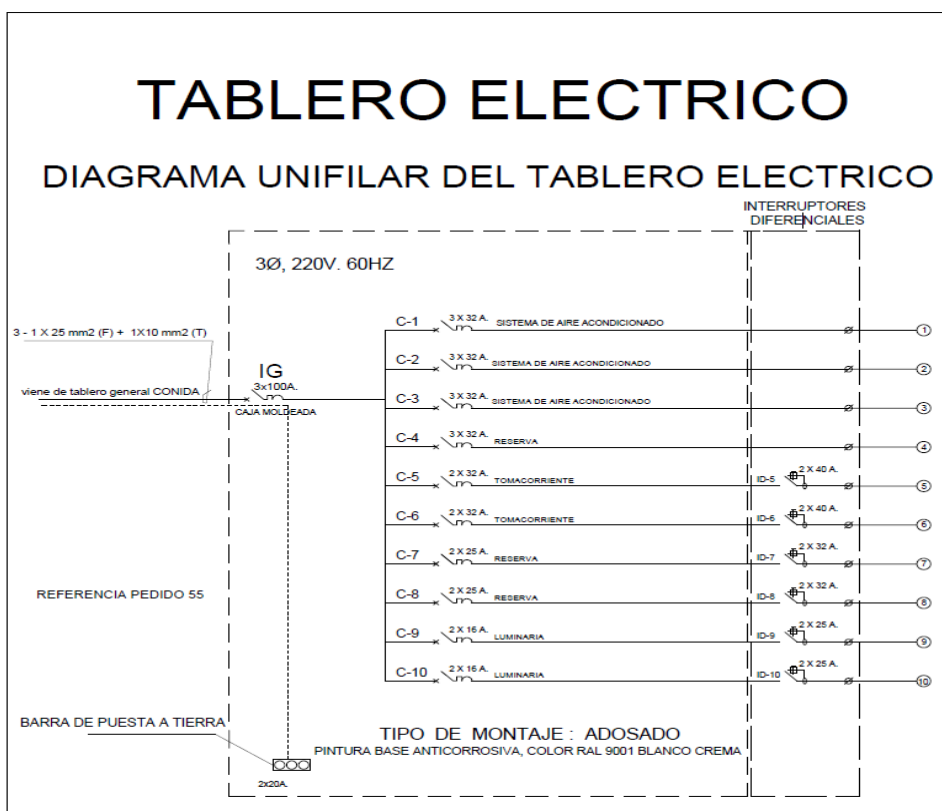 TABLERO ELECTRICO
DIAGRAMA UNIFILAR DEL TABLERO ELECTRICO
INTERRUPTORES
DIFERENCIALES
3Ø, 220V. 60HZ
3 - 1 X 25 mm2 (F) + 1X10 mm2 (T)
viene de tablero general CONIDA
IG
3x100A.
CAJA MOLDEADA
C-1 3 X 32 A. SISTEMA DE AIRE ACONDICIONADO 1
C-2 3 X 32 A. SISTEMA DE AIRE ACONDICIONADO 2
C-3 3 X 32 A. SISTEMA DE AIRE ACONDICIONADO 3
C-4 3 X 32 A. RESERVA 4
C-5 2 X 32 A. TOMACORRIENTE ID-5 2 X 40 A. 5
C-6 2 X 32 A. TOMACORRIENTE ID-6 2 X 40 A. 6
C-7 2 X 25 A. RESERVA ID-7 2 X 32 A. 7
C-8 2 X 25 A. RESERVA ID-8 2 X 32 A. 8
C-9 2 X 16 A. LUMINARIA ID-9 2 X 25 A. 9
C-10 2 X 16 A. LUMINARIA ID-10 2 X 25 A. 10
REFERENCIA PEDIDO 55
BARRA DE PUESTA A TIERRA
TIPO DE MONTAJE : ADOSADO
PINTURA BASE ANTICORROSIVA, COLOR RAL 9001 BLANCO CREMA
2x20A.